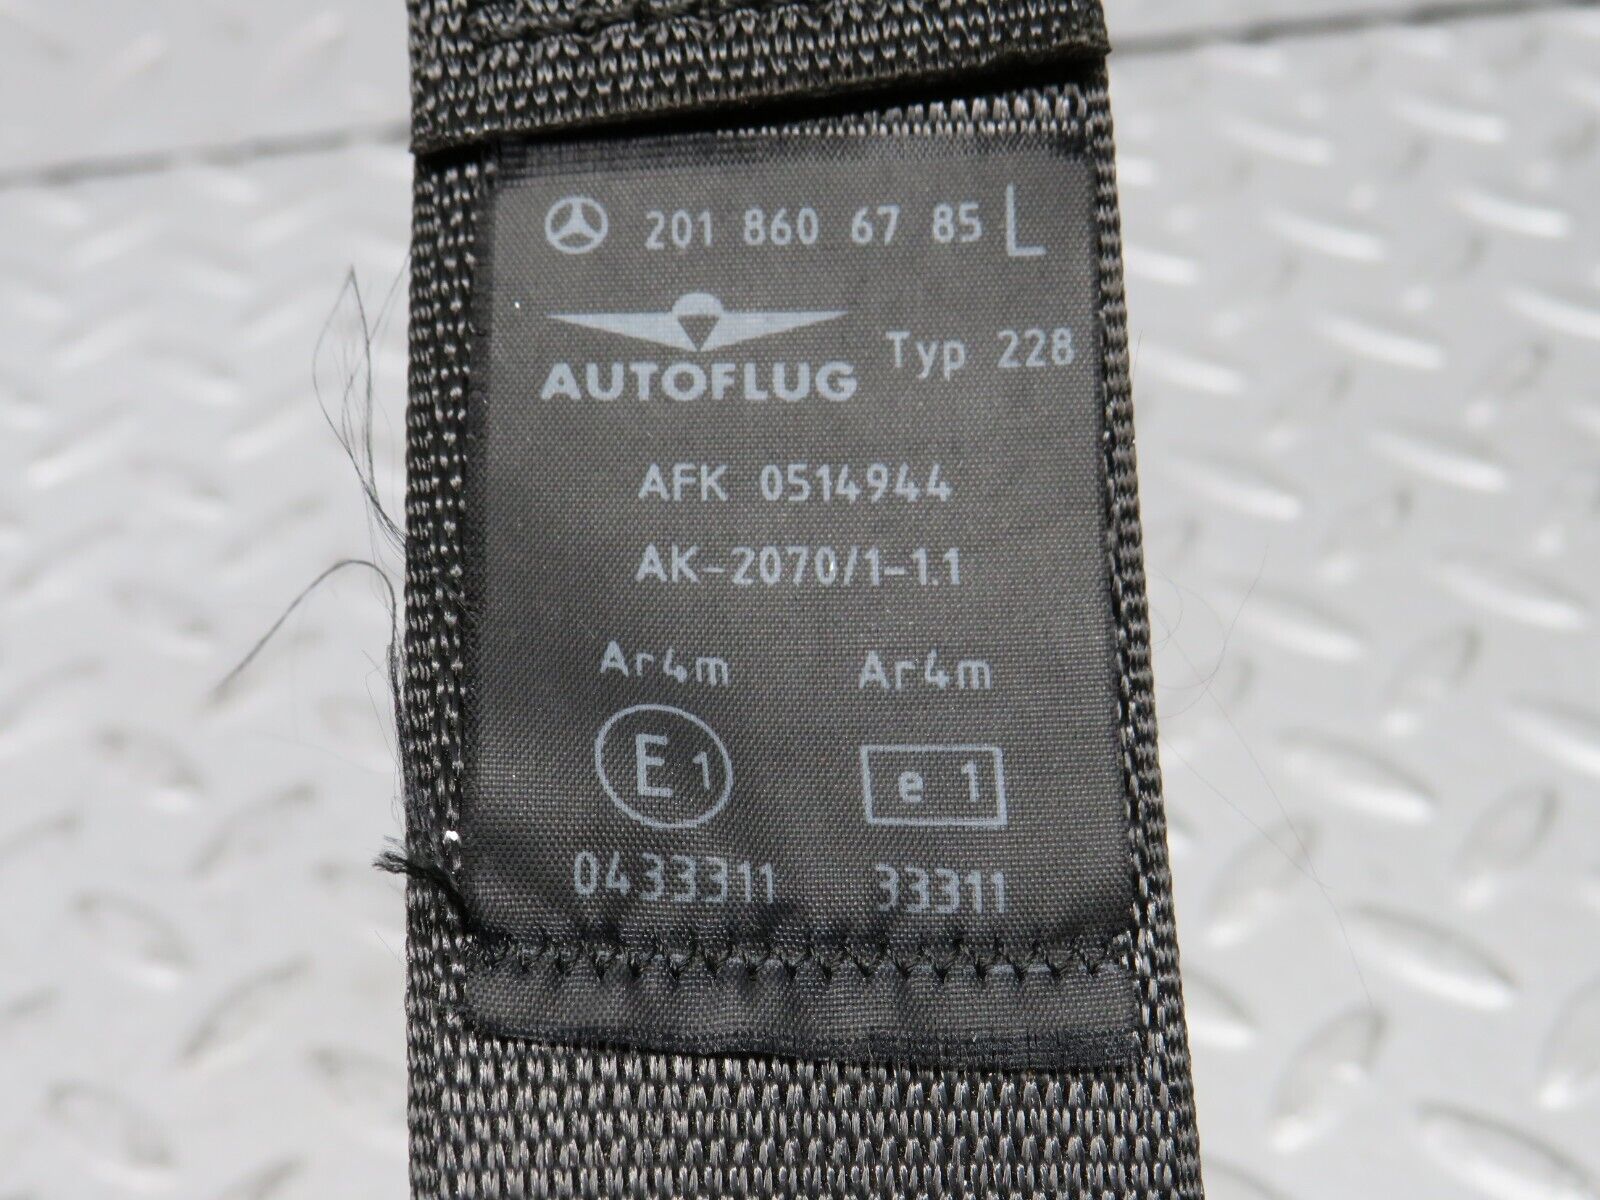 201 860 67 85 L
AUTOFLUG Typ 228
AFK 0514944
AK-2070/1-1.1
Ar4m Ar4m
E1 e 1
0433311 33311